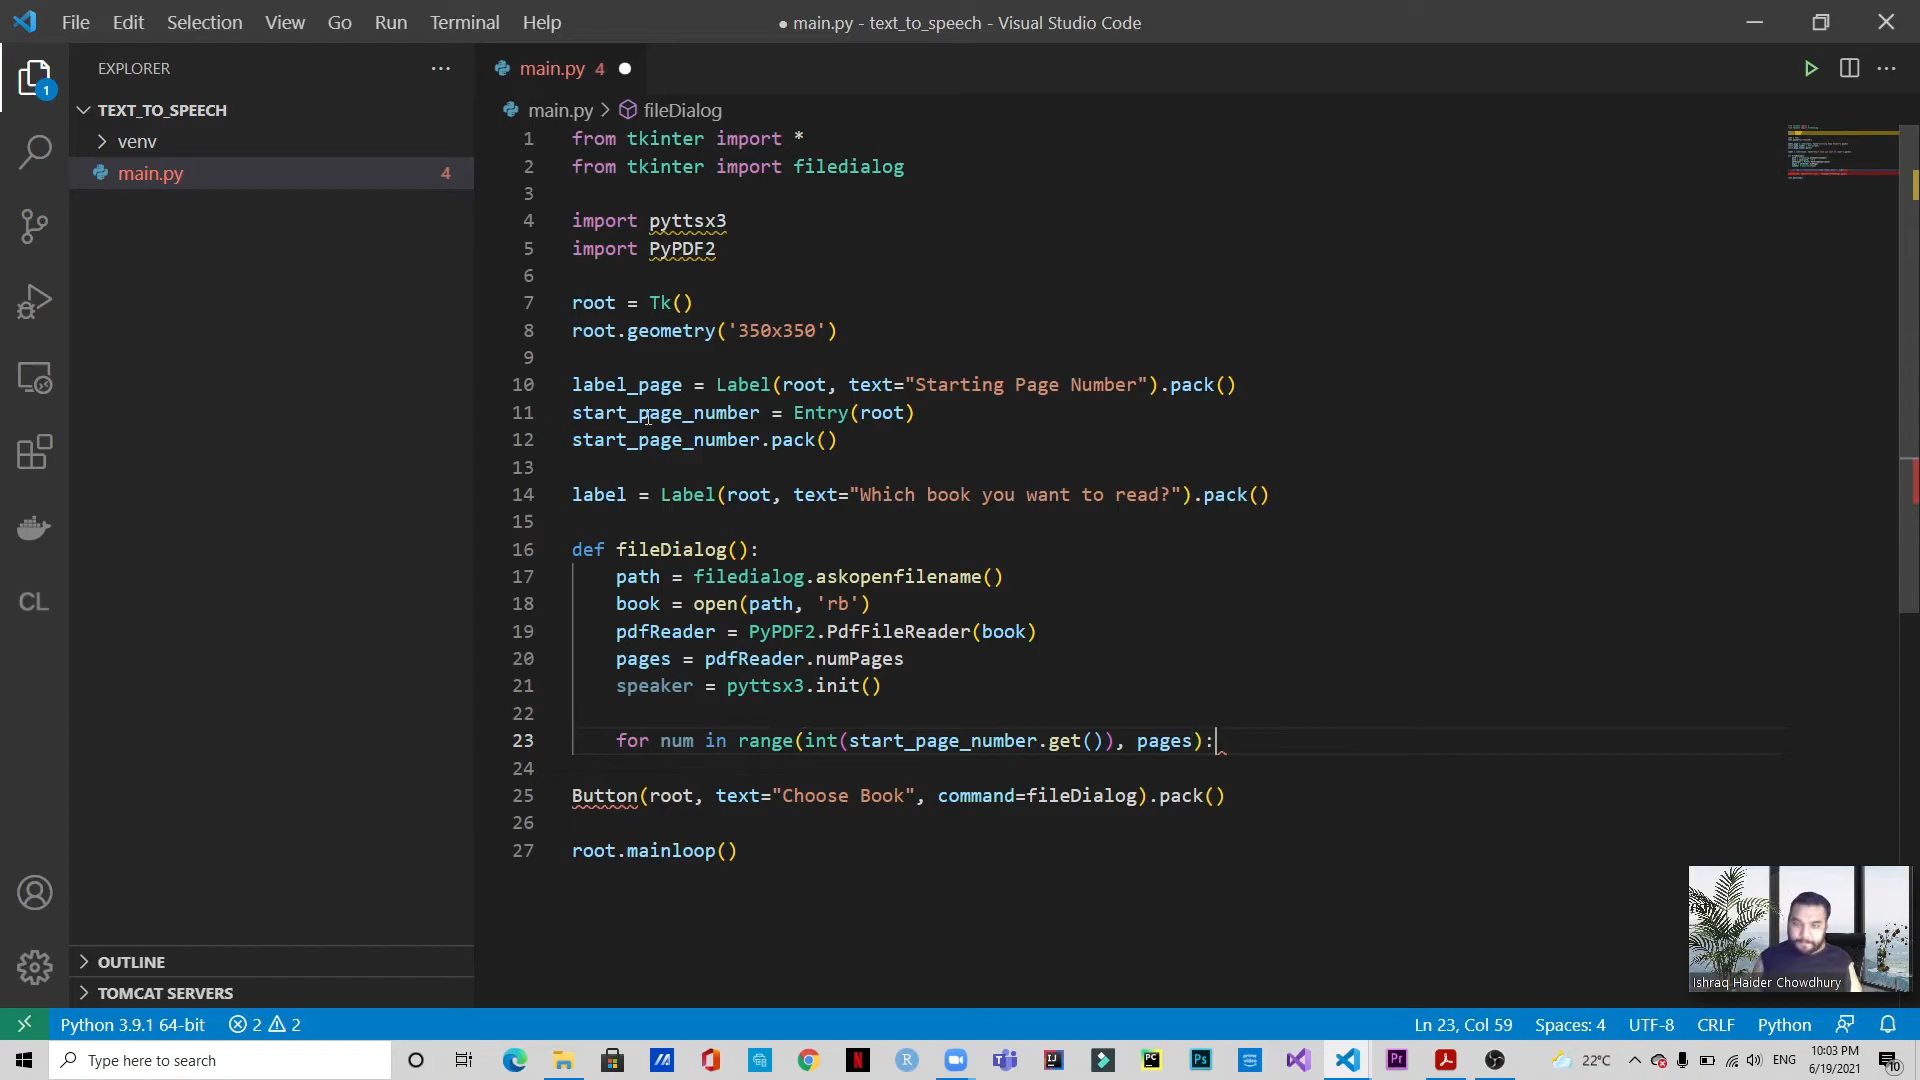 File Edit Selection View Go Run Terminal Help
● main.py - text_to_speech - Visual Studio Code
EXPLORER
1
TEXT_TO_SPEECH
venv
main.py 4
OUTLINE
TOMCAT SERVERS
CL
main.py 4 ●
main.py > fileDialog
1 from tkinter import *
2 from tkinter import filedialog
3
4 import pyttsx3
5 import PyPDF2
6
7 root = Tk()
8 root.geometry('350x350')
9
10 label_page = Label(root, text="Starting Page Number").pack()
11 start_page_number = Entry(root)
12 start_page_number.pack()
13
14 label = Label(root, text="Which book you want to read?").pack()
15
16 def fileDialog():
17 path = filedialog.askopenfilename()
18 book = open(path, 'rb')
19 pdfReader = PyPDF2.PdfFileReader(book)
20 pages = pdfReader.numPages
21 speaker = pyttsx3.init()
22
23 for num in range(int(start_page_number.get()), pages):
24
25 Button(root, text="Choose Book", command=fileDialog).pack()
26
27 root.mainloop()
Ishraq Haider Chowdhury
Python 3.9.1 64-bit 2 2
Ln 23, Col 59 Spaces: 4 UTF-8 CRLF Python
Type here to search
N R PC Ps prime video Pr
22°C ENG
10:03 PM
6/19/2021
10